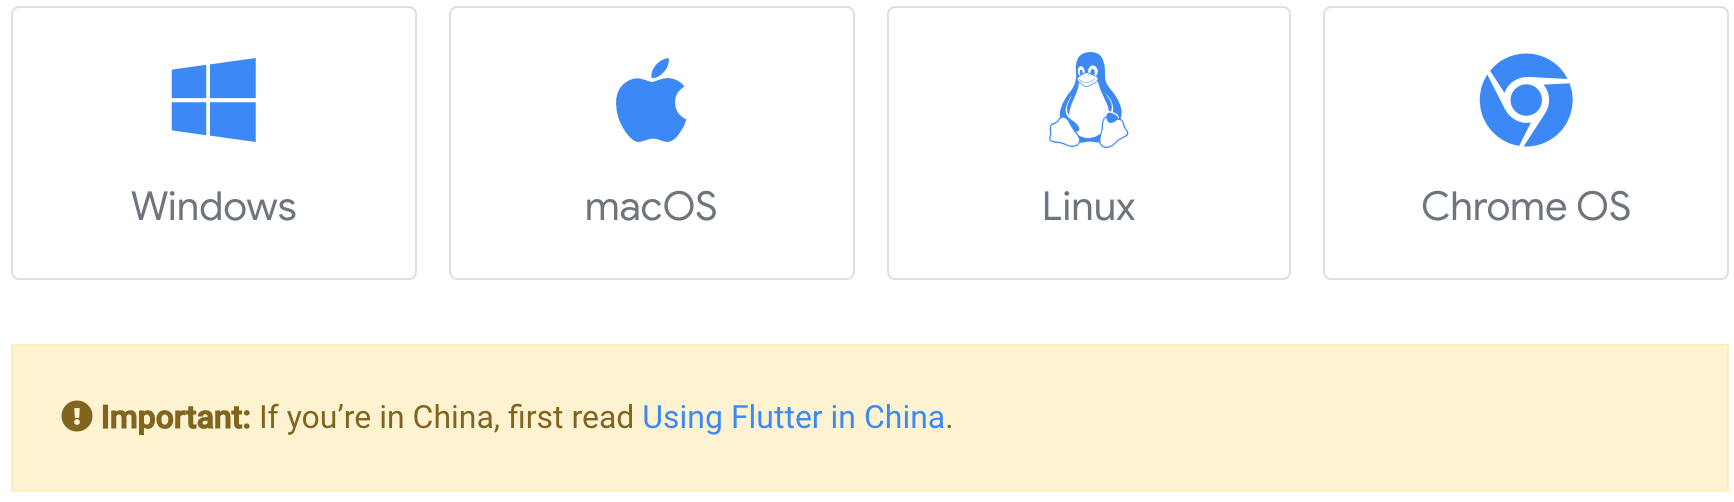 Windows
macOS
Linux
Chrome OS
Important: If you’re in China, first read Using Flutter in China.